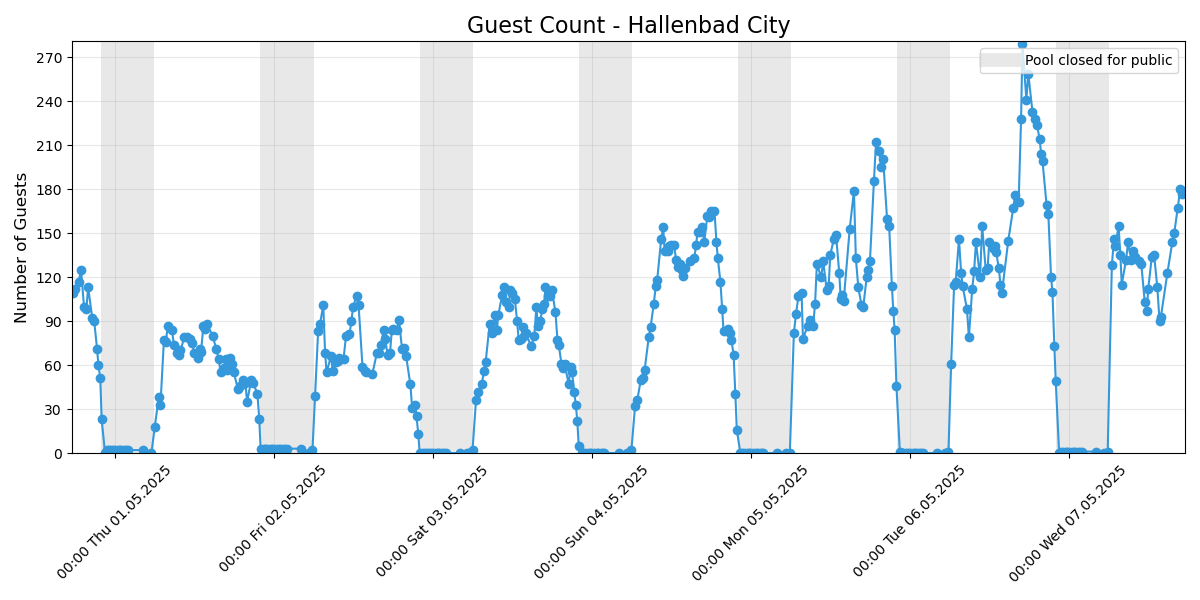 Guest Count - Hallenbad City
Pool closed for public
Number of Guests
270
240
210
180
150
120
90
60
30
0
00:00 Thu 01.05.2025
00:00 Fri 02.05.2025
00:00 Sat 03.05.2025
00:00 Sun 04.05.2025
00:00 Mon 05.05.2025
00:00 Tue 06.05.2025
00:00 Wed 07.05.2025